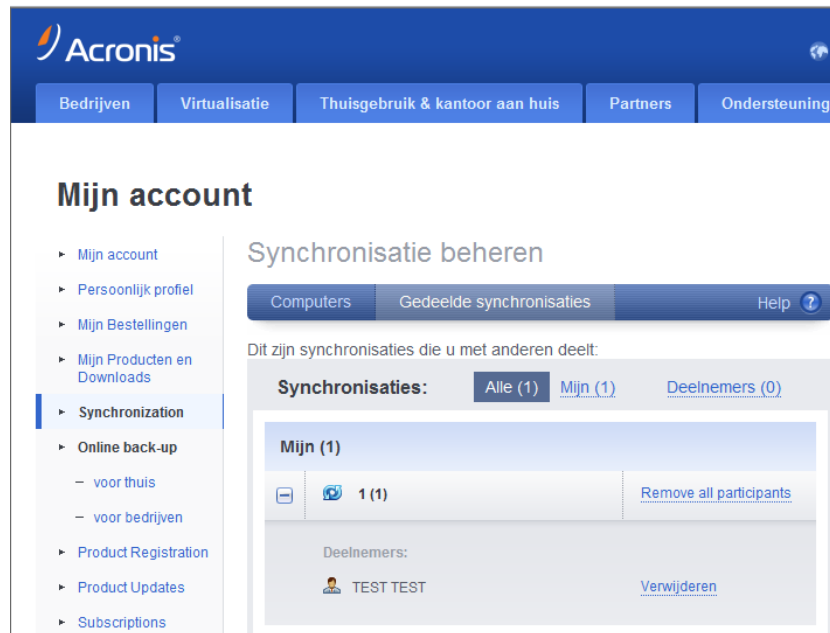 Acronis®
Bedrijven Virtualisatie Thuisgebruik & kantoor aan huis Partners Ondersteuning
Mijn account
Mijn account
Persoonlijk profiel
Mijn Bestellingen
Mijn Producten en
Downloads
Synchronization
Online back-up
– voor thuis
– voor bedrijven
Product Registration
Product Updates
Subscriptions
Synchronisatie beheren
Computers Gedeelde synchronisaties Help ?
Dit zijn synchronisaties die u met anderen deelt:
Synchronisaties: Alle (1) Mijn (1) Deelnemers (0)
Mijn (1)
1 (1) Remove all participants
Deelnemers:
TEST TEST Verwijderen